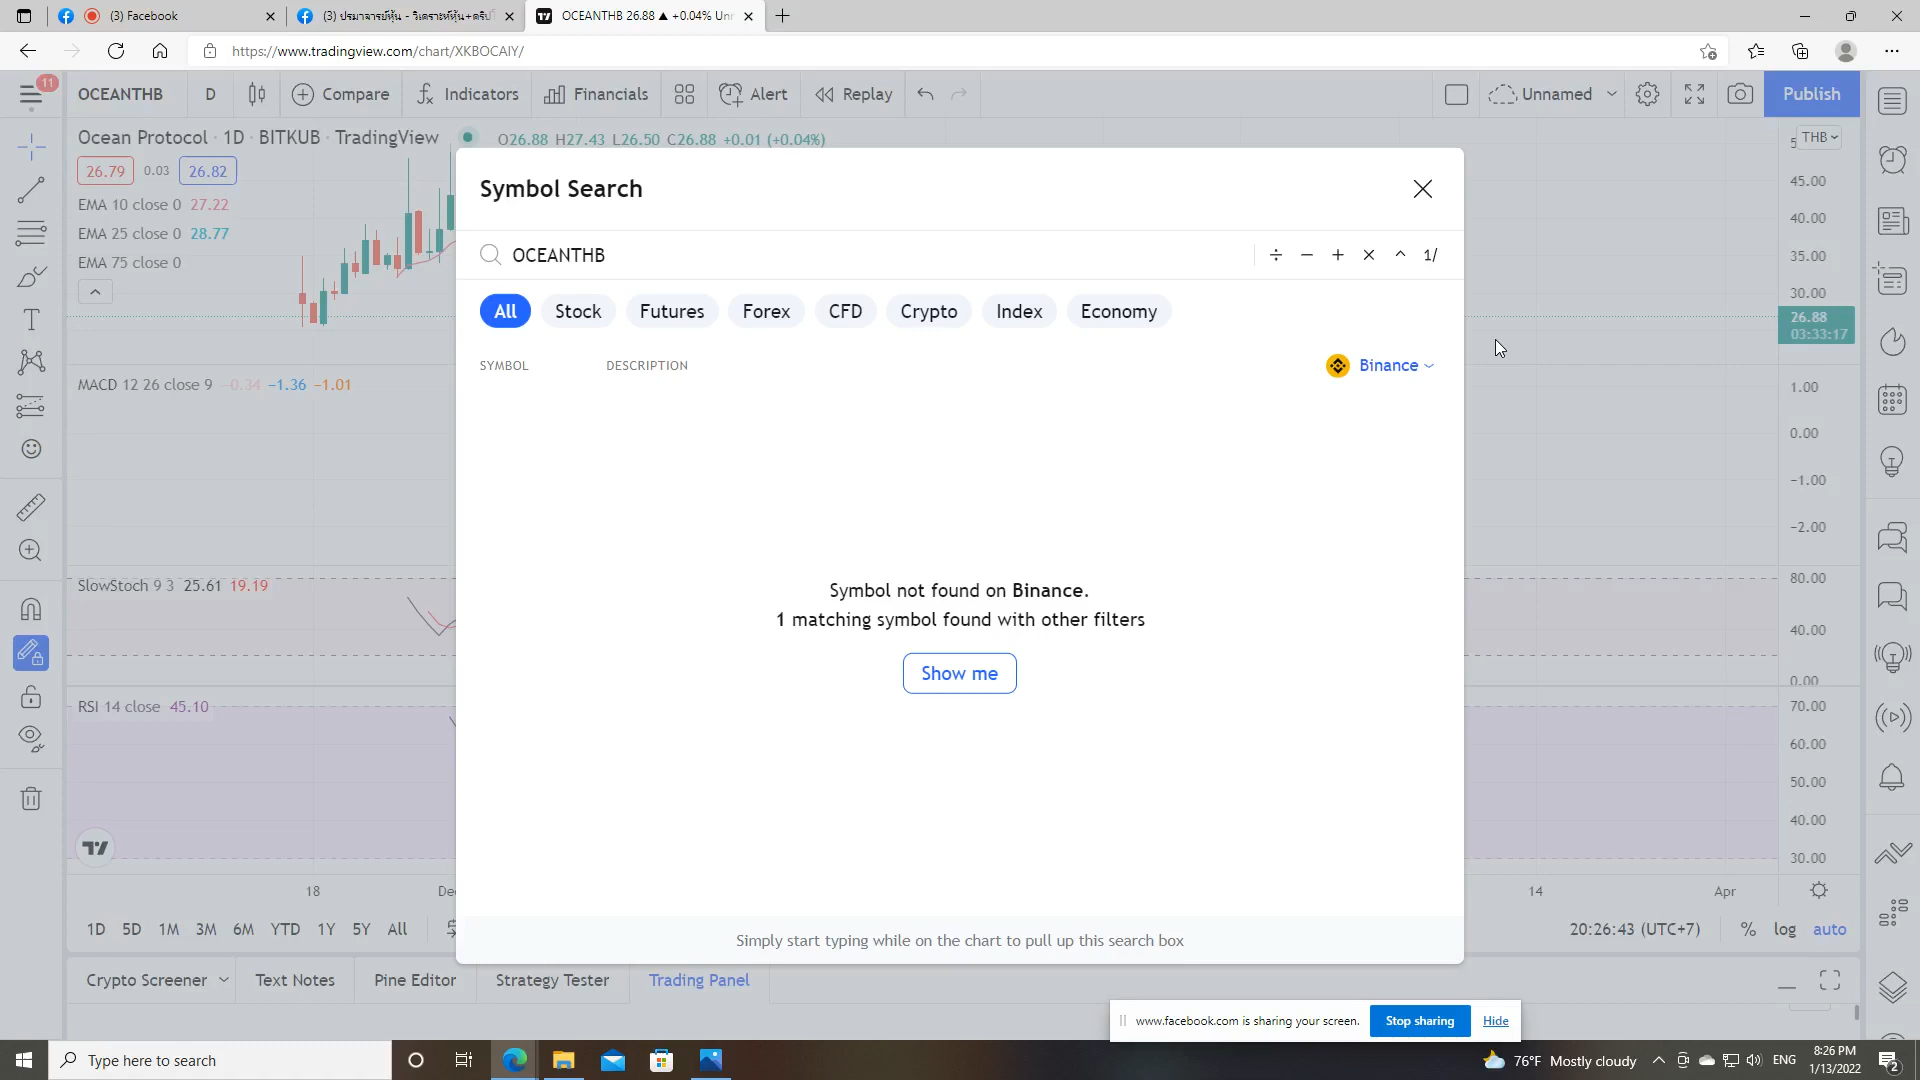 (3) Facebook
(3) ปรมาจารย์หุ้น - วิเคราะห์หุ้น+คริปโ
OCEANTHB 26.88 ▲ +0.04% Unr
https://www.tradingview.com/chart/XKBOCAIY/
11
OCEANTHB
D
Compare
Indicators
Financials
Alert
Replay
Unnamed
Publish
Ocean Protocol · 1D · BITKUB · TradingView
O26.88 H27.43 L26.50 C26.88 +0.01 (+0.04%)
THB
26.79
0.03
26.82
EMA 10 close 0 27.22
EMA 25 close 0 28.77
EMA 75 close 0
Symbol Search
OCEANTHB
÷ − + × ^ 1/
All
Stock
Futures
Forex
CFD
Crypto
Index
Economy
SYMBOL
DESCRIPTION
Binance
Symbol not found on Binance.
1 matching symbol found with other filters
Show me
Simply start typing while on the chart to pull up this search box
45.00
40.00
35.00
30.00
26.88
03:33:17
MACD 12 26 close 9 −0.34 −1.36 −1.01
1.00
0.00
−1.00
−2.00
SlowStoch 9 3 25.61 19.19
80.00
40.00
0.00
RSI 14 close 45.10
70.00
60.00
50.00
40.00
30.00
18
De
14
Apr
1D 5D 1M 3M 6M YTD 1Y 5Y All
20:26:43 (UTC+7)
%
log
auto
Crypto Screener
Text Notes
Pine Editor
Strategy Tester
Trading Panel
www.facebook.com is sharing your screen.
Stop sharing
Hide
Type here to search
76°F Mostly cloudy
ENG
8:26 PM
1/13/2022
2